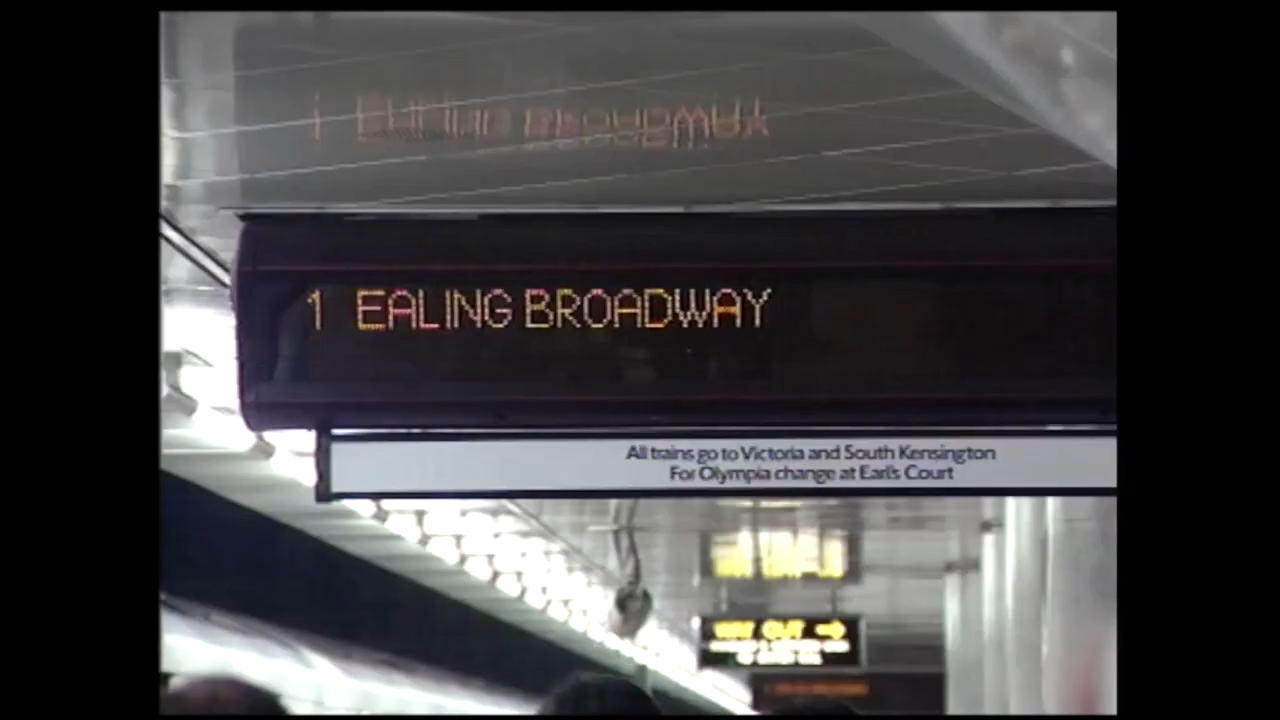 1 EALING BROADWAY
All trains go to Victoria and South Kensington
For Olympia change at Earl's Court
WAY OUT →